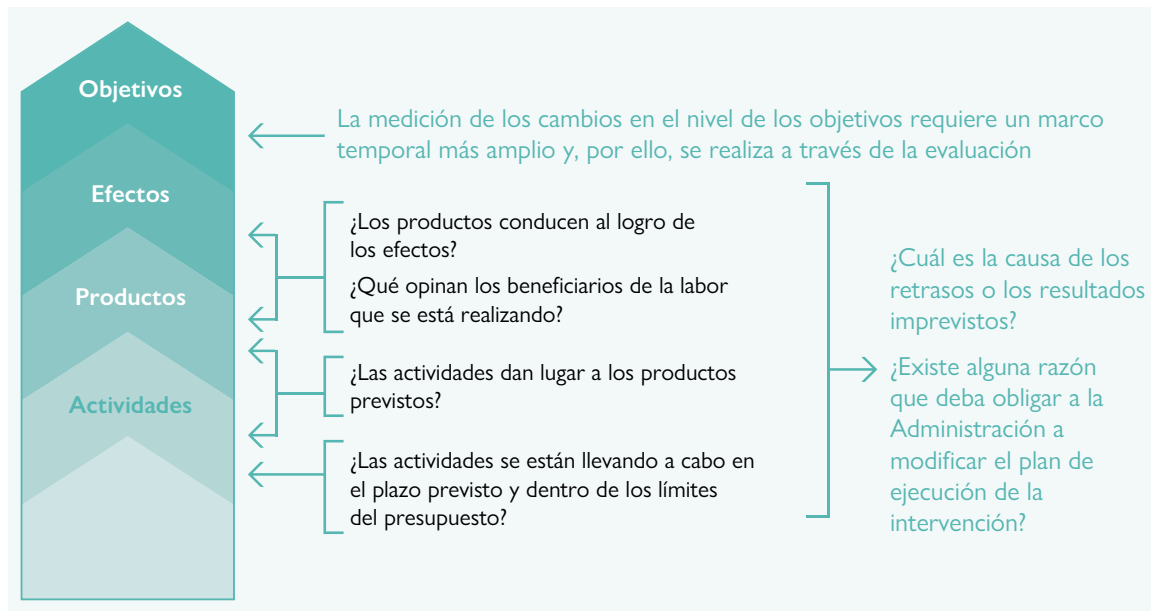 Objetivos
Efectos
Productos
Actividades
La medición de los cambios en el nivel de los objetivos requiere un marco
temporal más amplio y, por ello, se realiza a través de la evaluación
¿Los productos conducen al logro de
los efectos?
¿Qué opinan los beneficiarios de la labor
que se está realizando?
¿Las actividades dan lugar a los productos
previstos?
¿Las actividades se están llevando a cabo en
el plazo previsto y dentro de los límites
del presupuesto?
¿Cuál es la causa de los
retrasos o los resultados
imprevistos?
¿Existe alguna razón
que deba obligar a la
Administración a
modificar el plan de
ejecución de la
intervención?